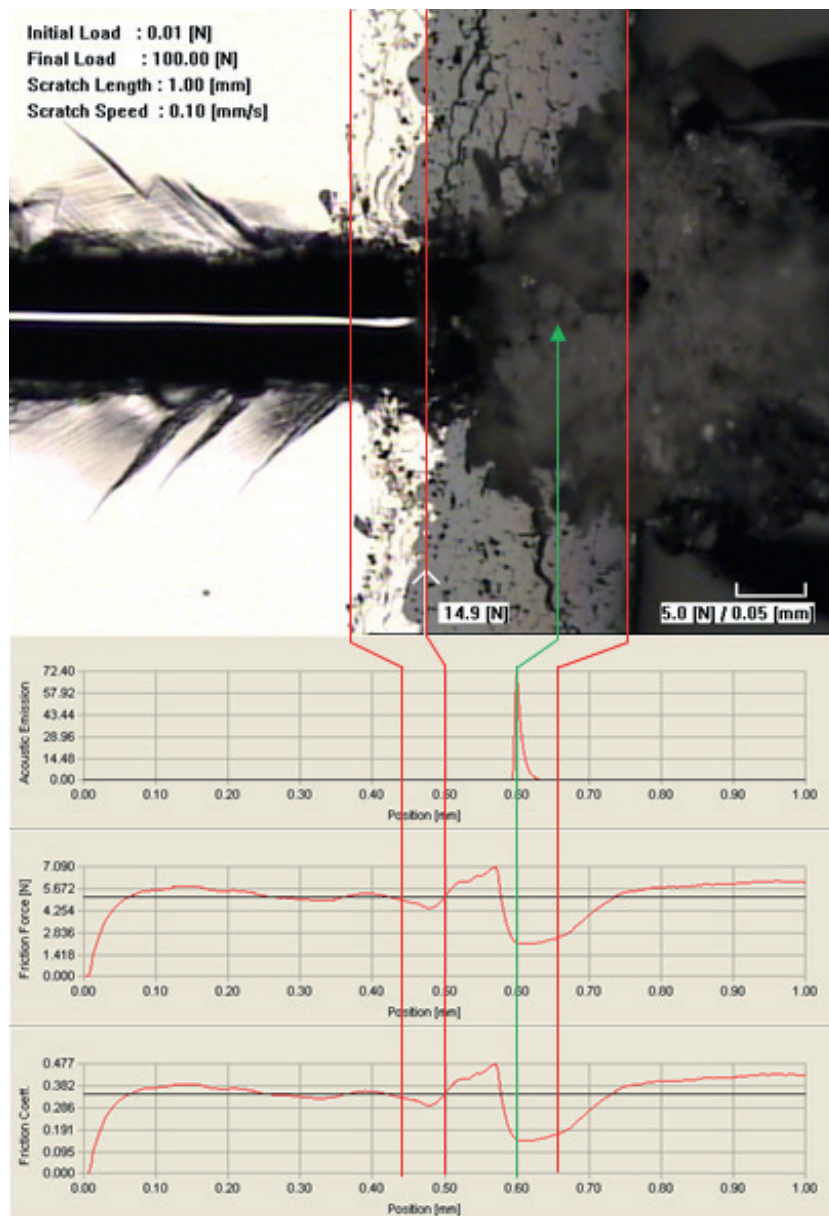 Initial Load : 0.01 [N]
Final Load : 100.00 [N]
Scratch Length : 1.00 [mm]
Scratch Speed : 0.10 [mm/s]
14.9 [N]
5.0 [N] / 0.05 [mm]
Acoustic Emission
72.40
57.92
43.44
28.96
14.48
0.00
0.00 0.10 0.20 0.30 0.40 0.50 0.60 0.70 0.80 0.90 1.00
Position [mm]
Friction Force [N]
7.090
5.672
4.254
2.836
1.418
0.000
0.00 0.10 0.20 0.30 0.40 0.50 0.60 0.70 0.80 0.90 1.00
Position [mm]
Friction Coeff.
0.477
0.382
0.286
0.191
0.095
0.000
0.00 0.10 0.20 0.30 0.40 0.50 0.60 0.70 0.80 0.90 1.00
Position [mm]